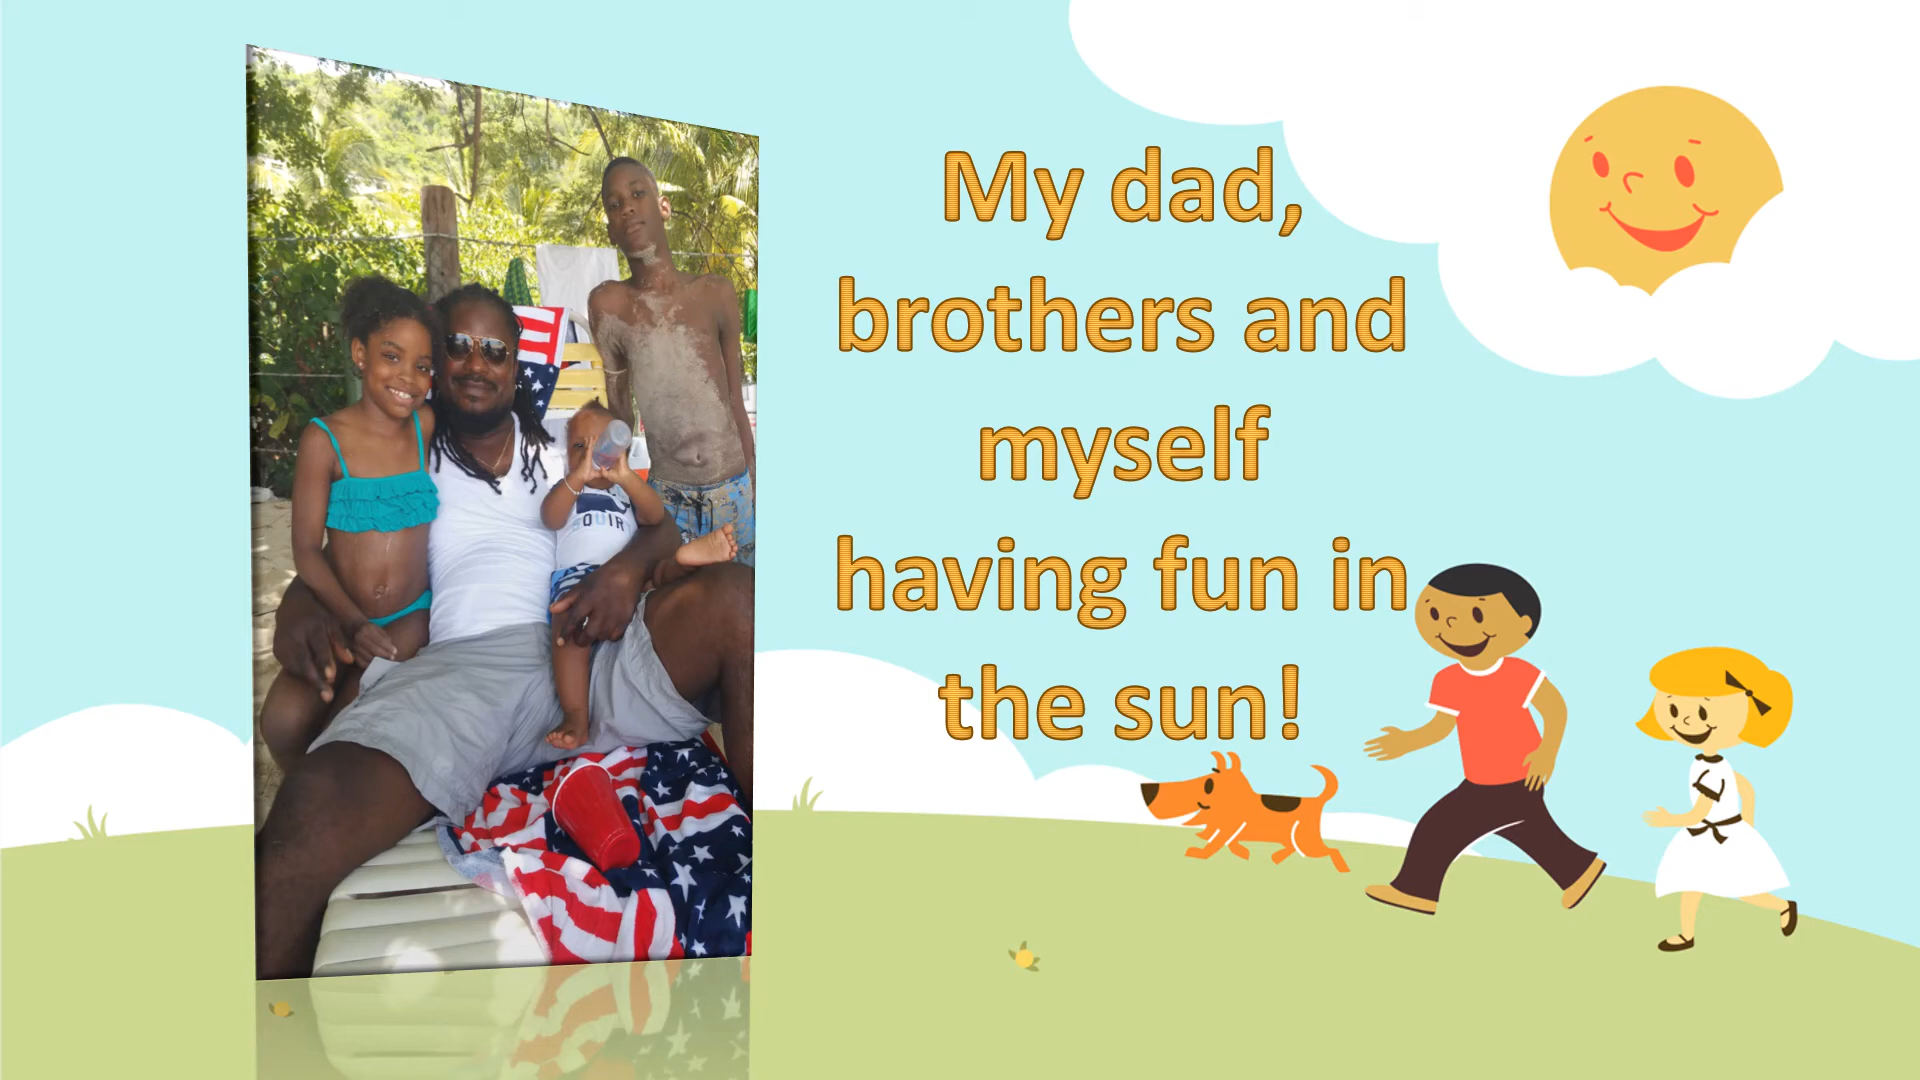 My dad,
brothers and
myself
having fun in
the sun!